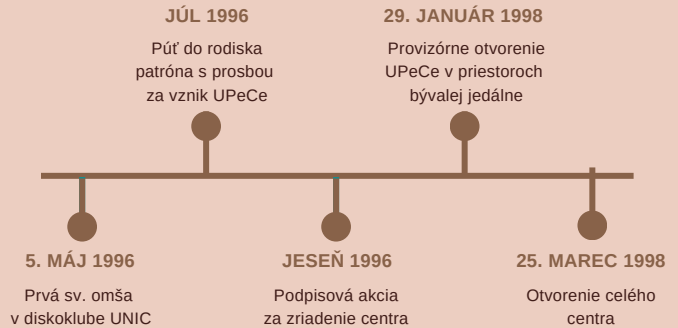 JÚL 1996
Púť do rodiska
patróna s prosbou
za vznik UPeCe
29. JANUÁR 1998
Provizórne otvorenie
UPeCe v priestoroch
bývalej jedálne
5. MÁJ 1996
Prvá sv. omša
v diskoklube UNIC
JESEŇ 1996
Podpisová akcia
za zriadenie centra
25. MAREC 1998
Otvorenie celého
centra